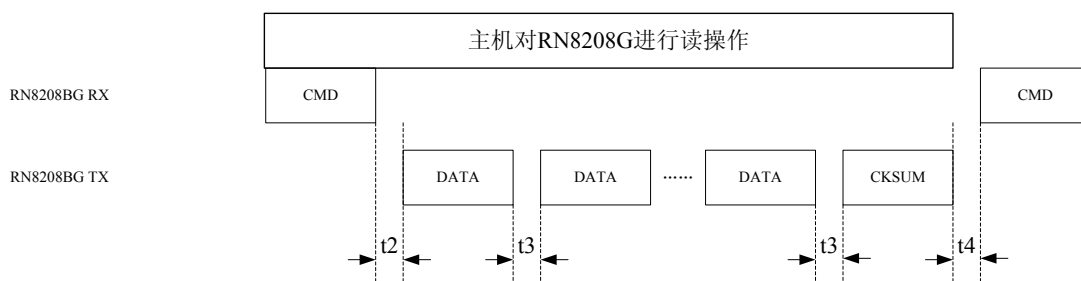 主机对RN8208G进行读操作
RN8208BG RX
CMD
CMD
RN8208BG TX
DATA
DATA
······
DATA
CKSUM
t2
t3
t3
t4